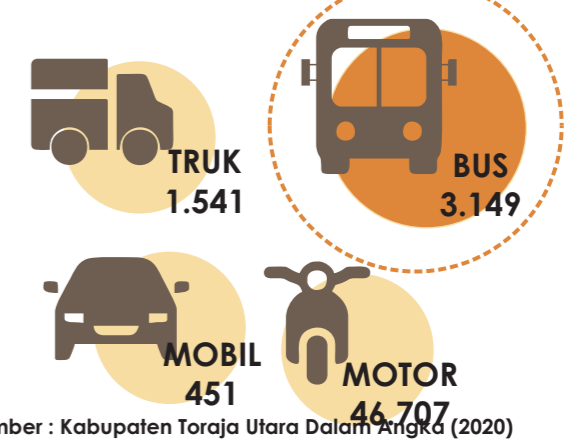 TRUK
1.541
BUS
3.149
MOBIL
451
MOTOR
46.707
mber : Kabupaten Toraja Utara Dalam Angka (2020)